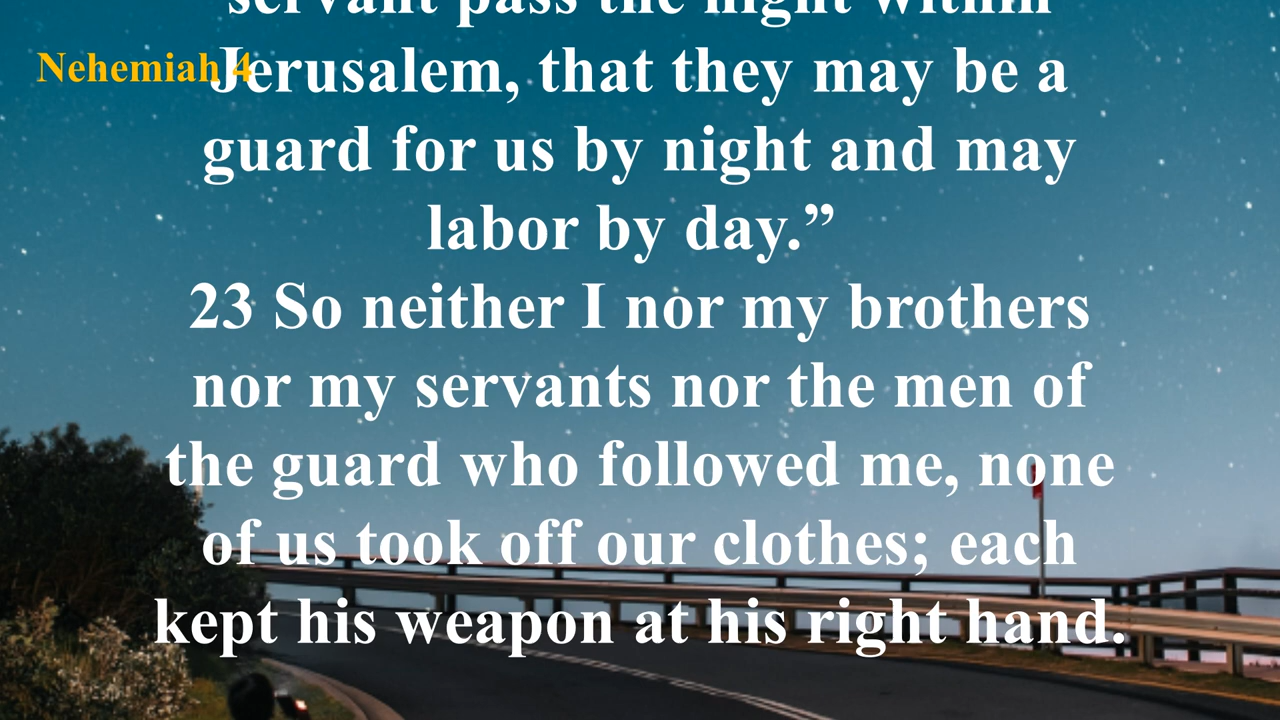 servant pass the night within
Nehemiah 4
Jerusalem, that they may be a
guard for us by night and may
labor by day.”
23 So neither I nor my brothers
nor my servants nor the men of
the guard who followed me, none
of us took off our clothes; each
kept his weapon at his right hand.